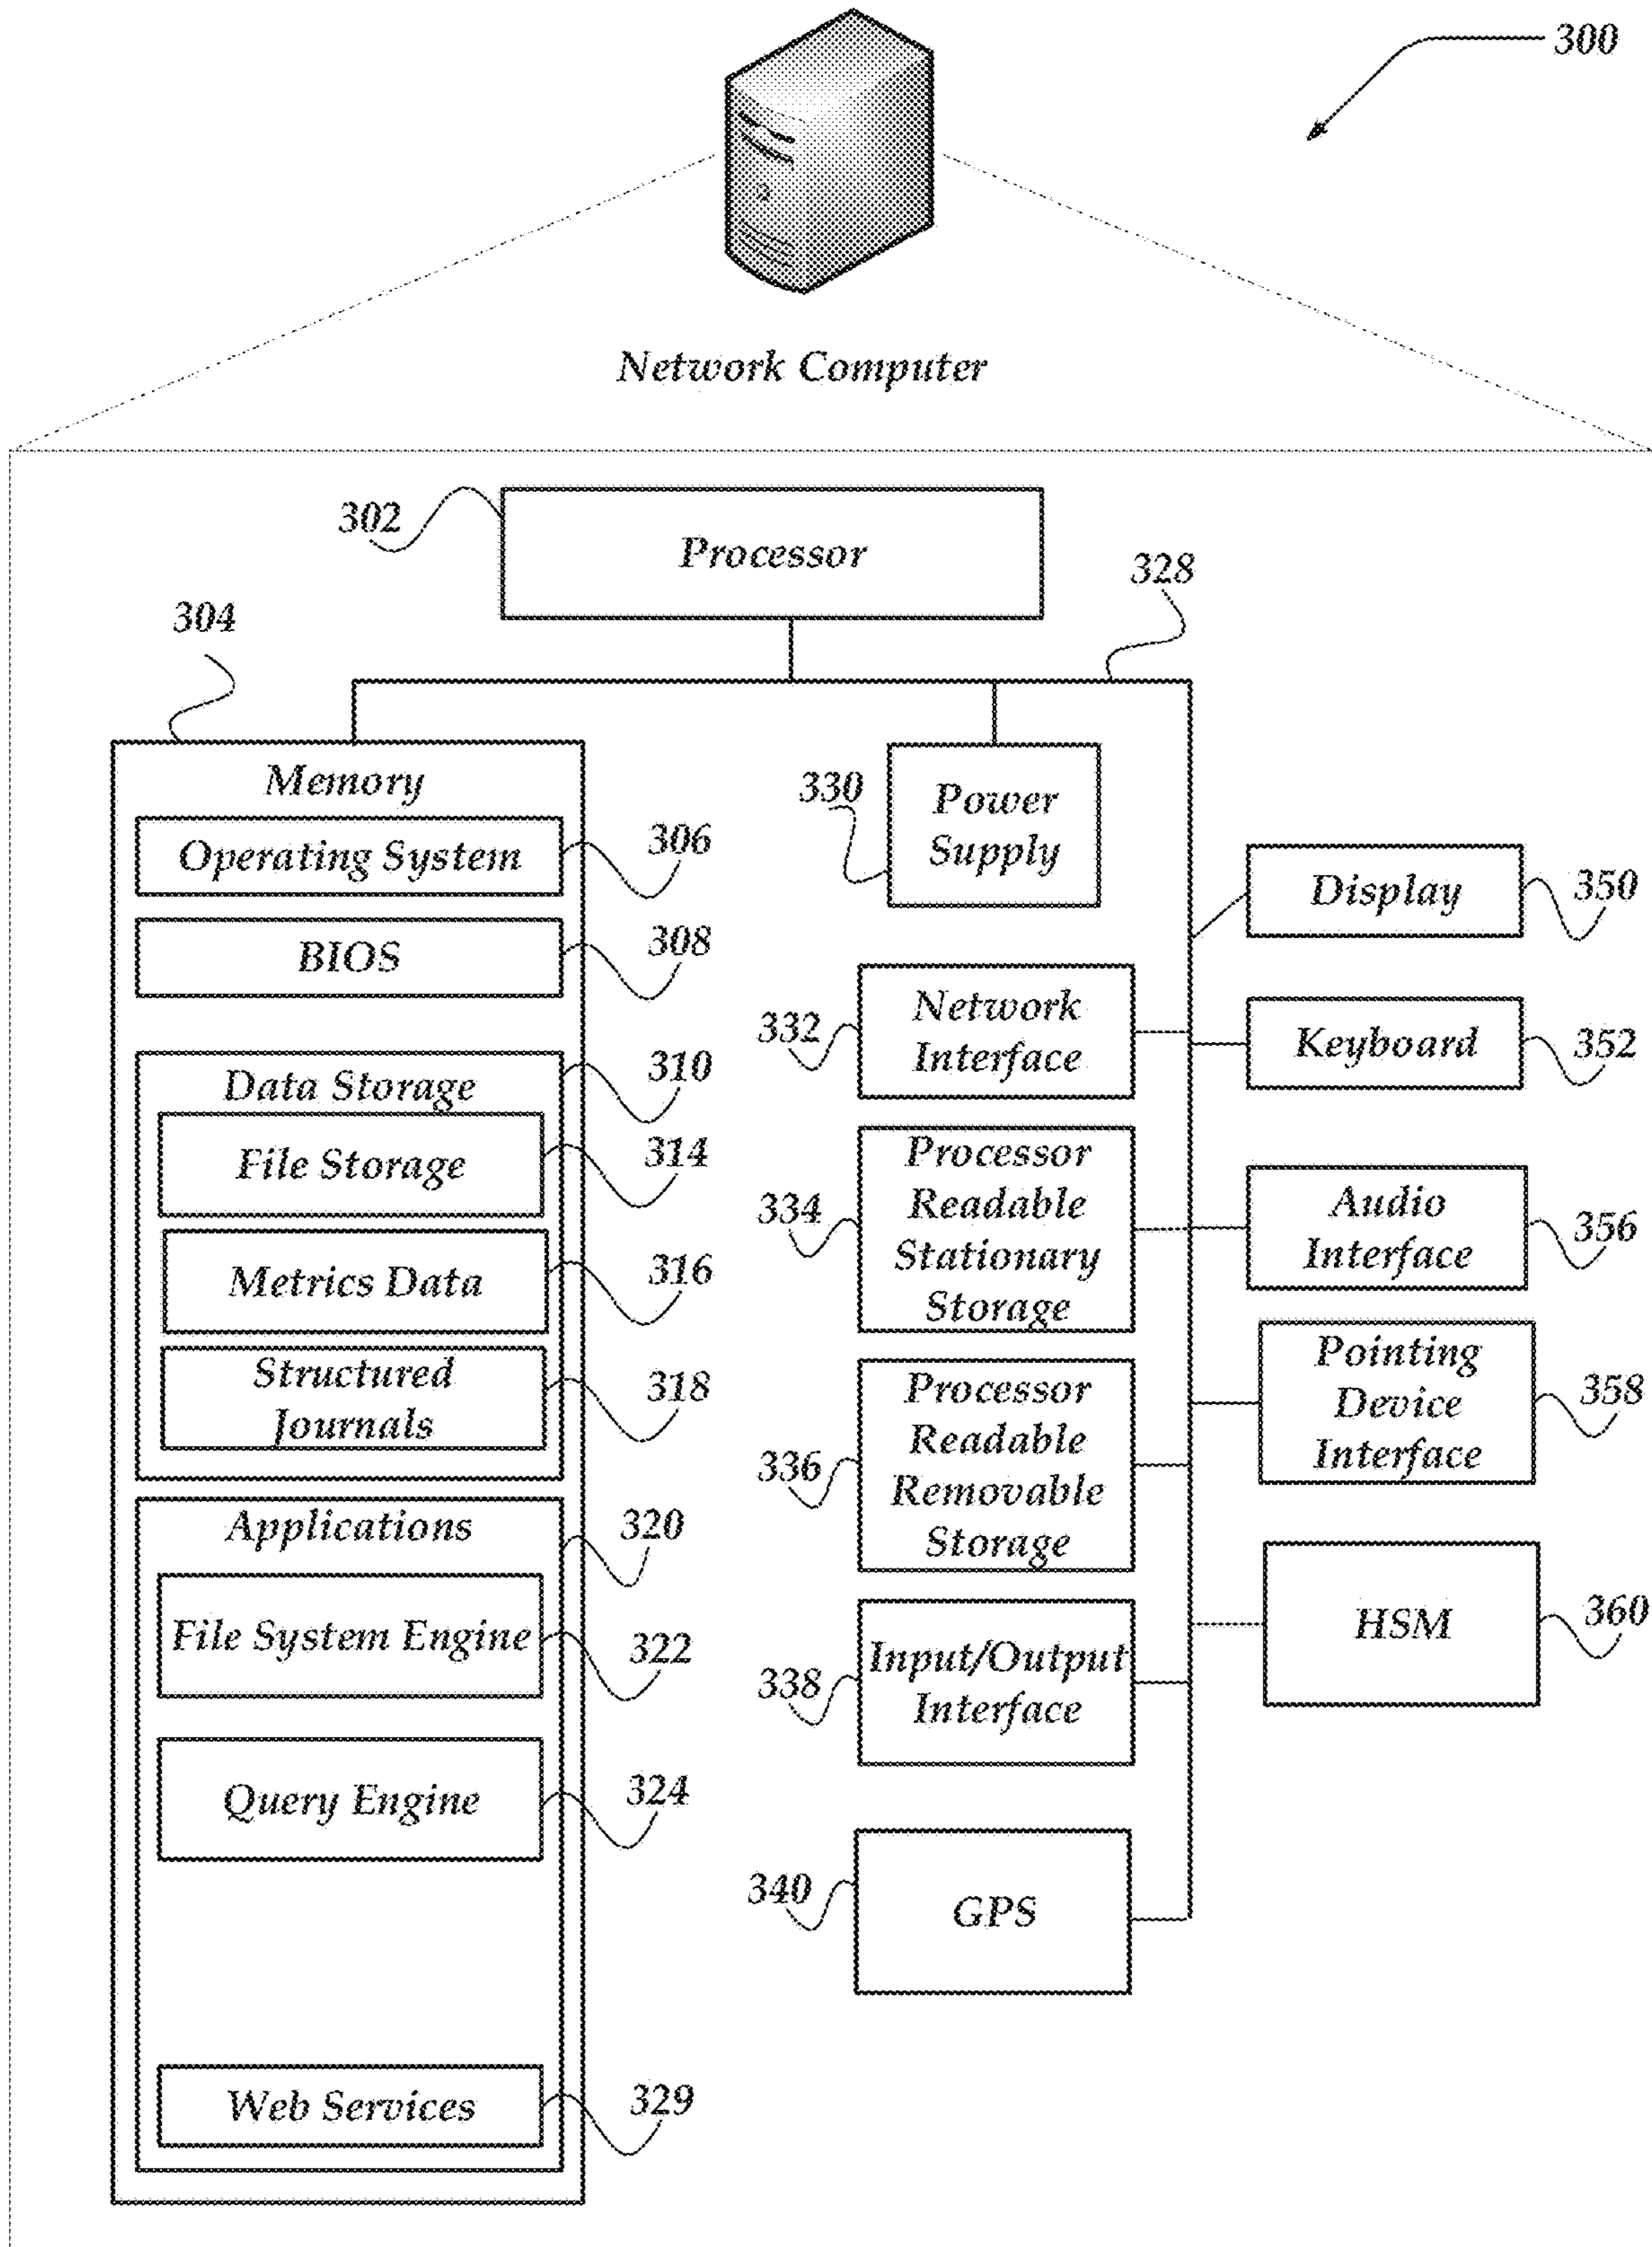 300
Network Computer
302
Processor
328
304
Memory
Operating System
306
BIOS
308
Data Storage
310
File Storage
314
Metrics Data
316
Structured
Journals
318
Applications
320
File System Engine
322
Query Engine
324
Web Services
329
330
Power
Supply
332
Network
Interface
334
Processor
Readable
Stationary
Storage
336
Processor
Readable
Removable
Storage
338
Input/Output
Interface
340
GPS
Display
350
Keyboard
352
Audio
Interface
356
Pointing
Device
Interface
358
HSM
360